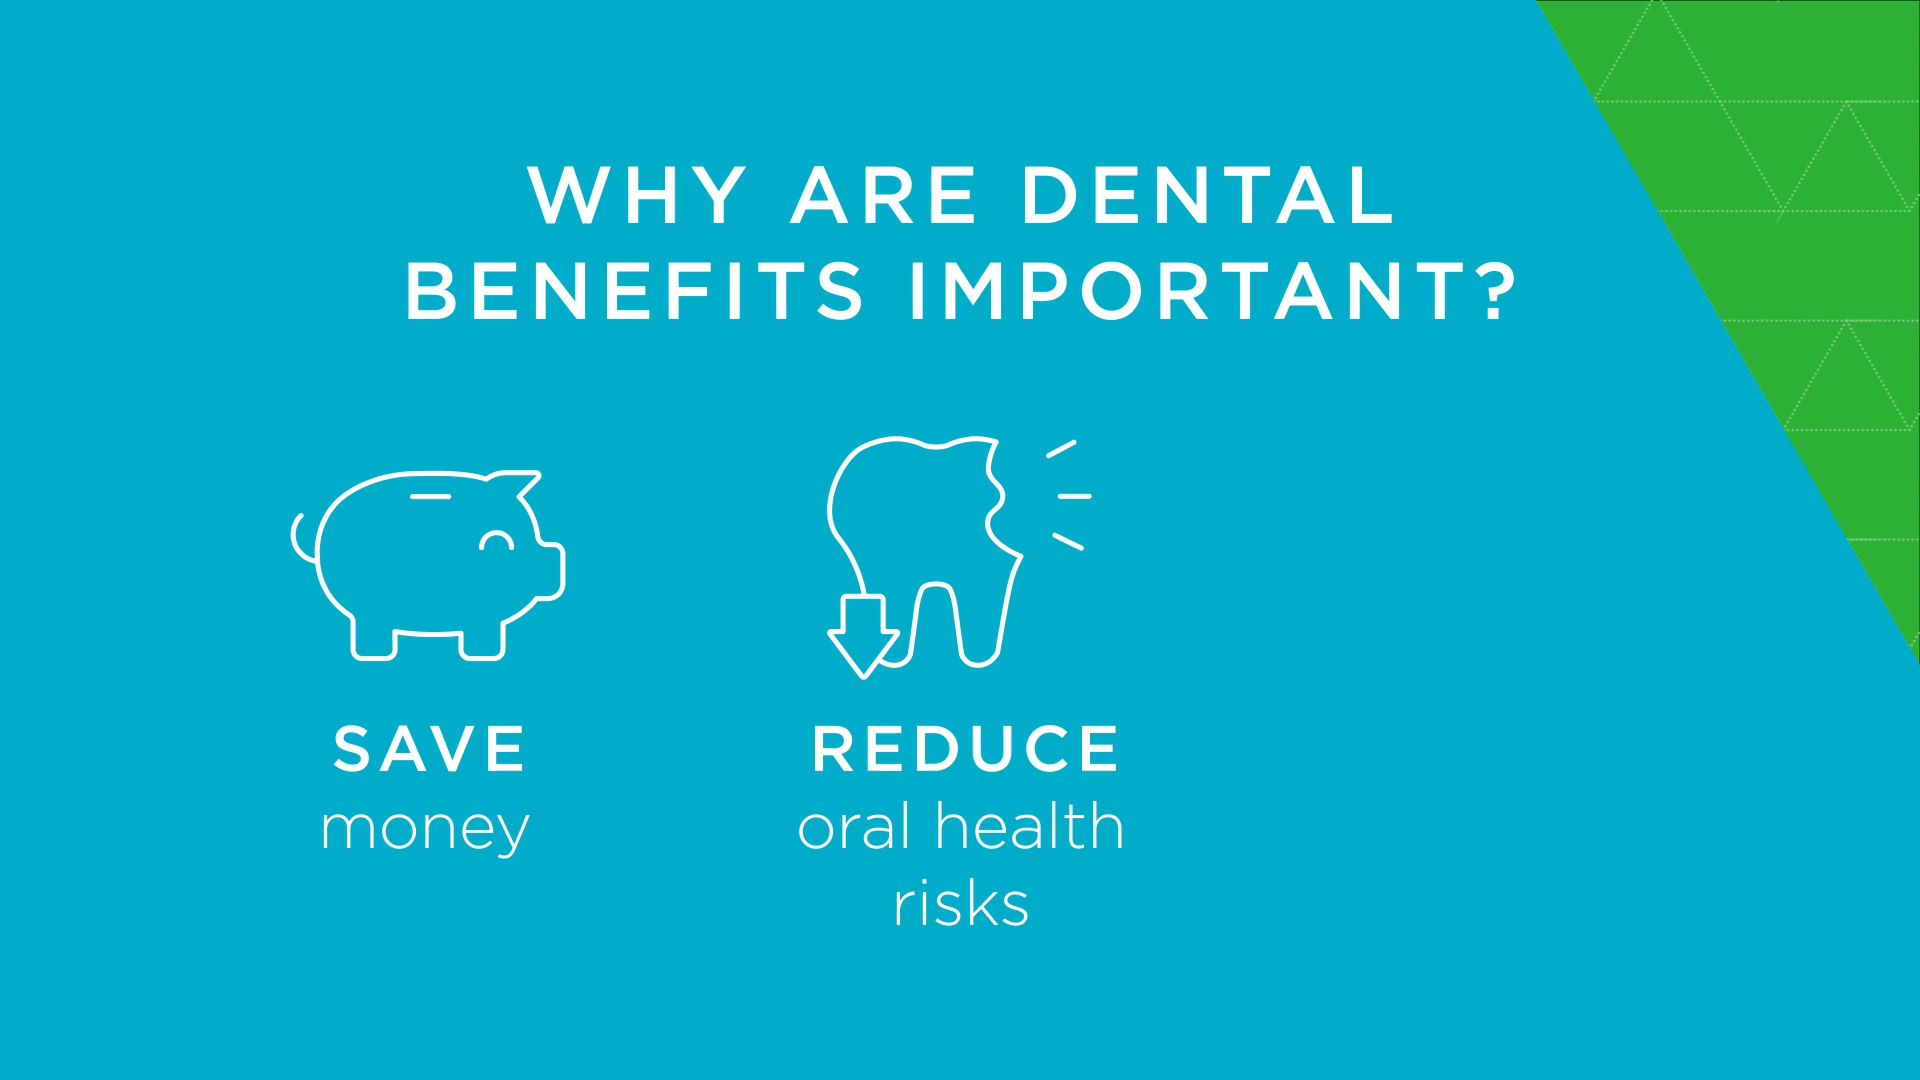 WHY ARE DENTAL
BENEFITS IMPORTANT?
SAVE
money
REDUCE
oral health
risks